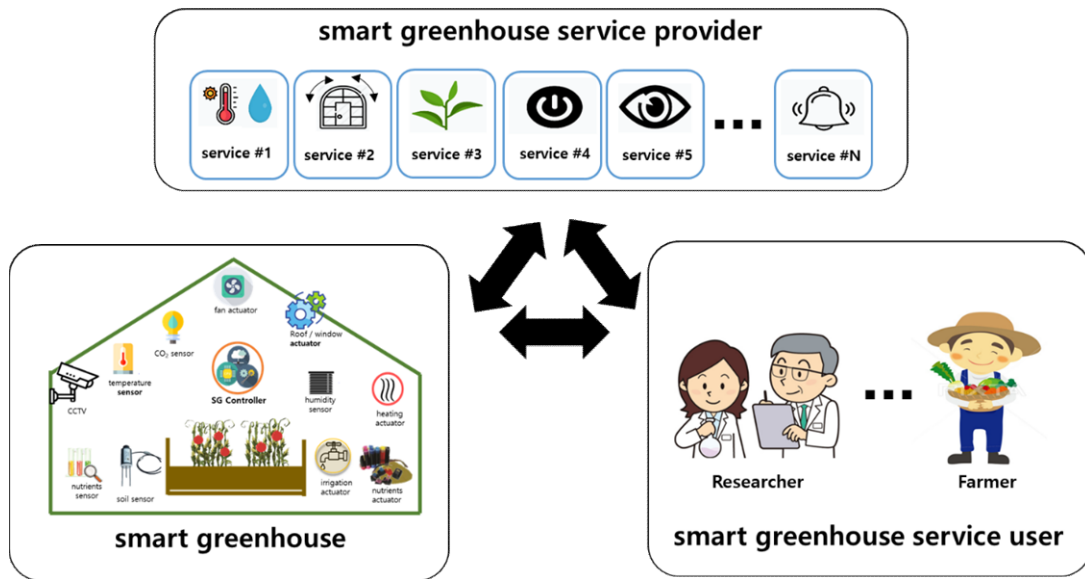 smart greenhouse service provider
service #1
service #2
service #3
service #4
service #5
...
service #N
fan actuator
Roof / window
actuator
CO₂ sensor
temperature
sensor
SG Controller
humidity
sensor
CCTV
heating
actuator
nutrients
sensor
soil sensor
irrigation
actuator
nutrients
actuator
smart greenhouse
...
Researcher
Farmer
smart greenhouse service user